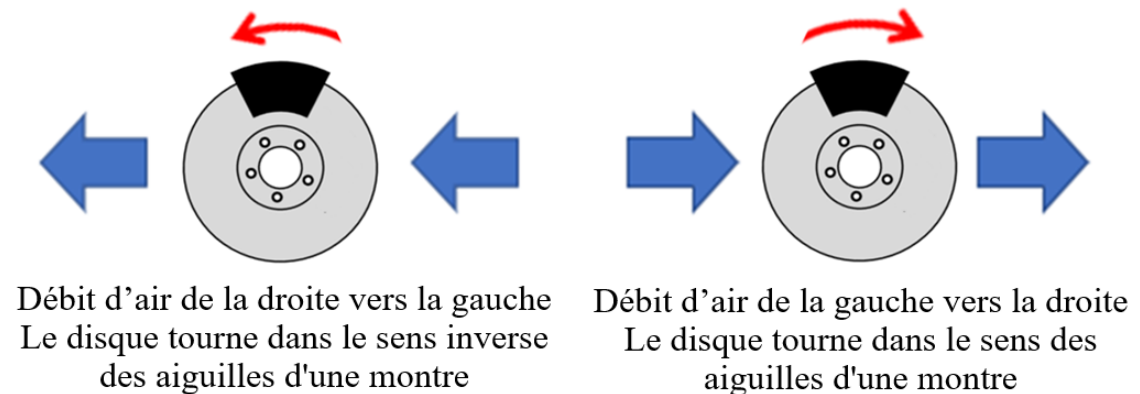 Débit d’air de la droite vers la gauche
Le disque tourne dans le sens inverse
des aiguilles d'une montre
Débit d’air de la gauche vers la droite
Le disque tourne dans le sens des
aiguilles d'une montre